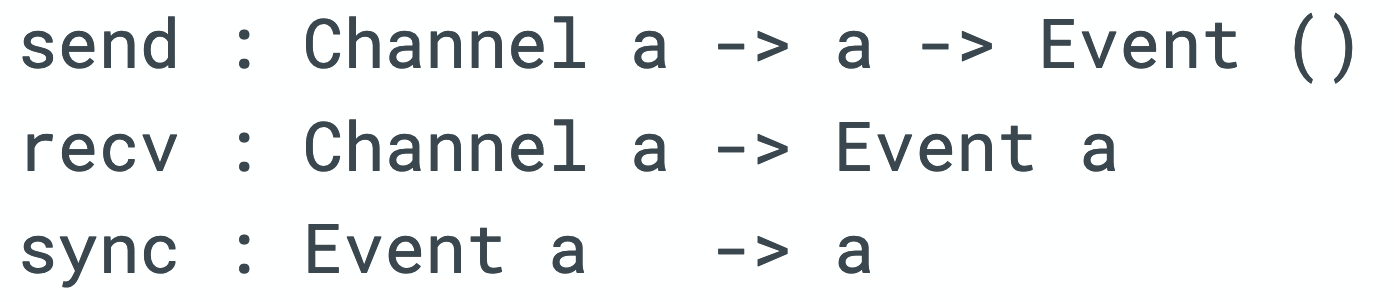 send : Channel a -> a -> Event ()
recv : Channel a -> Event a
sync : Event a   -> a